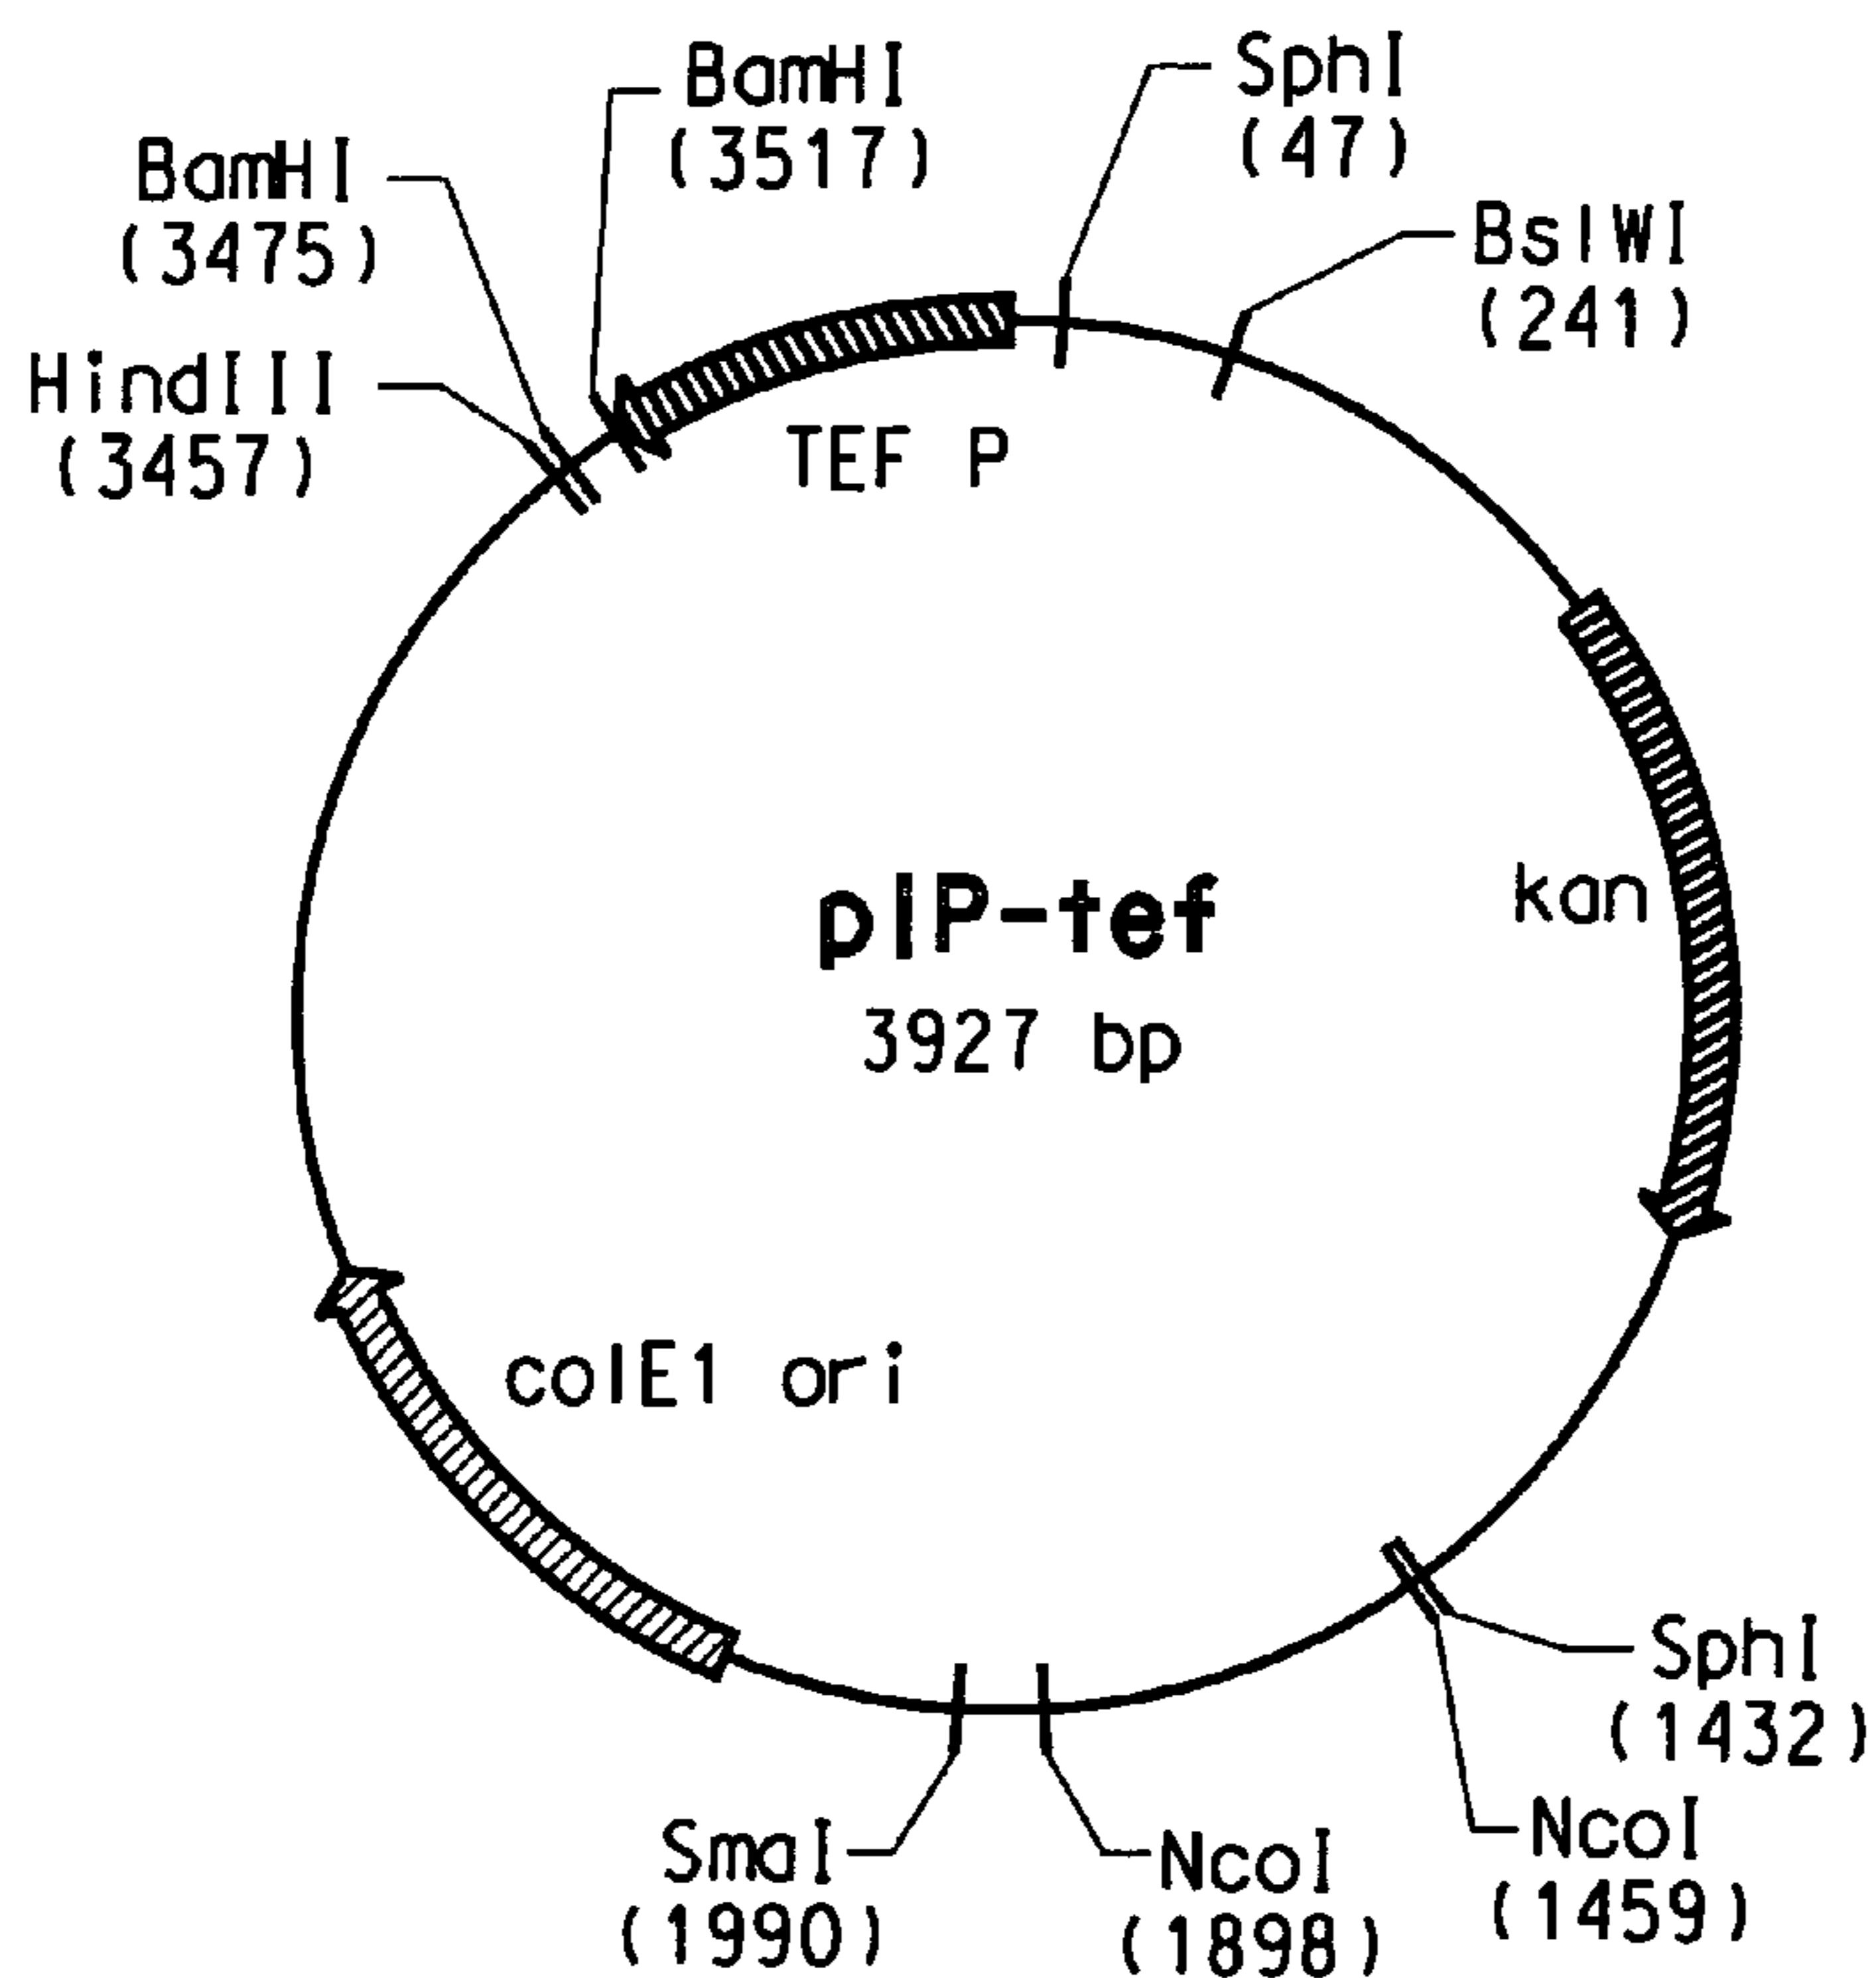 BamHI
(3517)
SphI
(47)
BamHI
(3475)
BsIWI
(241)
HindIII
(3457)
TEF P
kan
pIP-tef
3927 bp
colE1 ori
SphI
(1432)
NcoI
(1459)
NcoI
(1898)
SmaI
(1990)